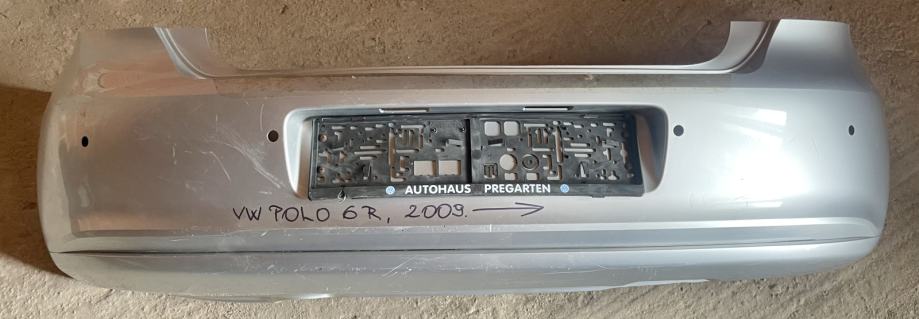 AUTOHAUS PREGARTEN
VW POLO 6R, 2009. →